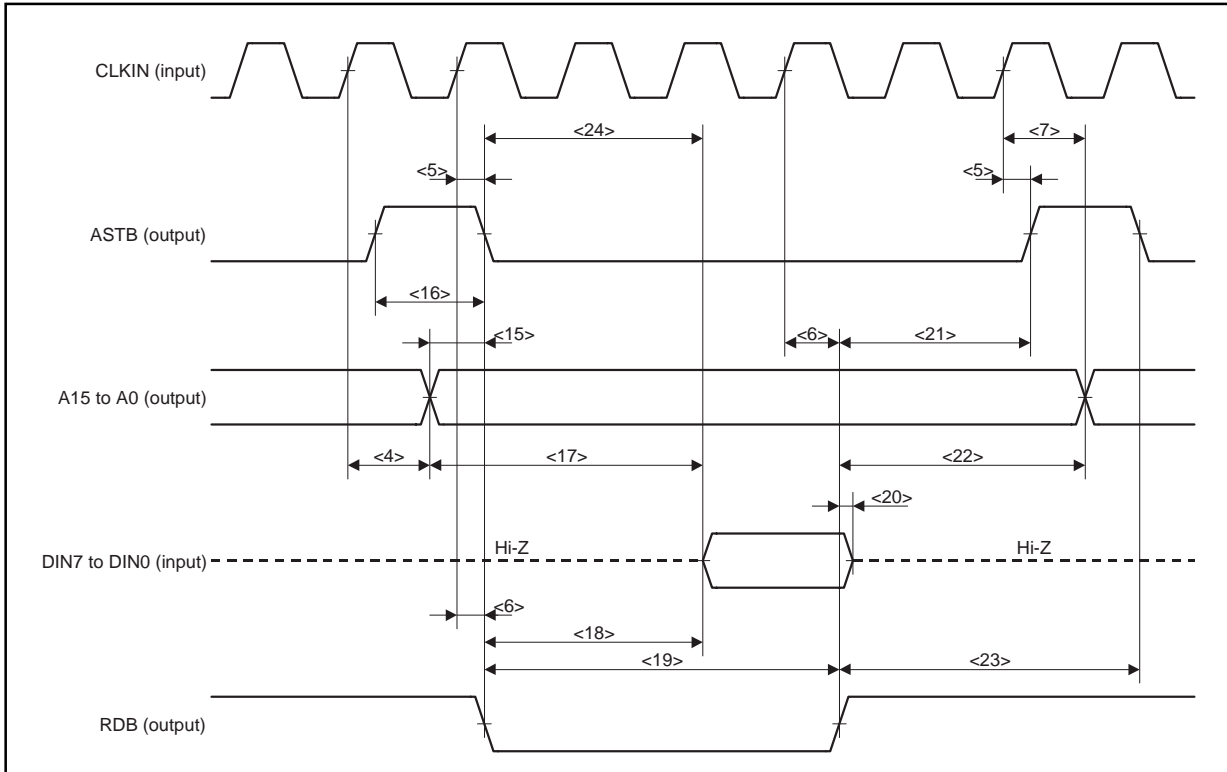 CLKIN (input)
<24>
<7>
<5>
<5>
ASTB (output)
<16>
<15>
<6>
<21>
A15 to A0 (output)
<4>
<17>
<22>
<20>
DIN7 to DIN0 (input)
Hi-Z
Hi-Z
<6>
<18>
<19>
<23>
RDB (output)